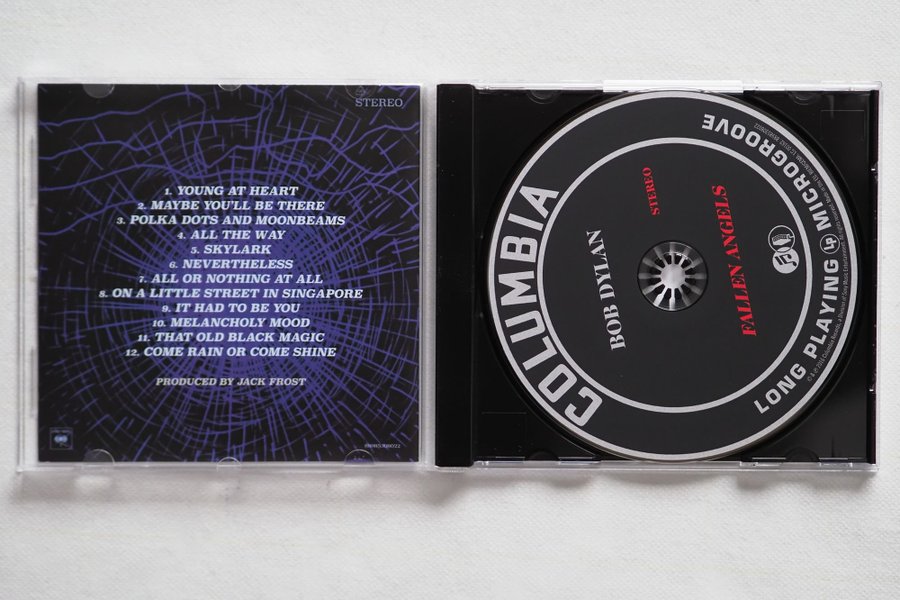 STEREO
1. YOUNG AT HEART
2. MAYBE YOU'LL BE THERE
3. POLKA DOTS AND MOONBEAMS
4. ALL THE WAY
5. SKYLARK
6. NEVERTHELESS
7. ALL OR NOTHING AT ALL
8. ON A LITTLE STREET IN SINGAPORE
9. IT HAD TO BE YOU
10. MELANCHOLY MOOD
11. THAT OLD BLACK MAGIC
12. COME RAIN OR COME SHINE
PRODUCED BY JACK FROST
COLUMBIA
LONG PLAYING Lp MICROGROOVE
BOB DYLAN
STEREO
FALLEN ANGELS